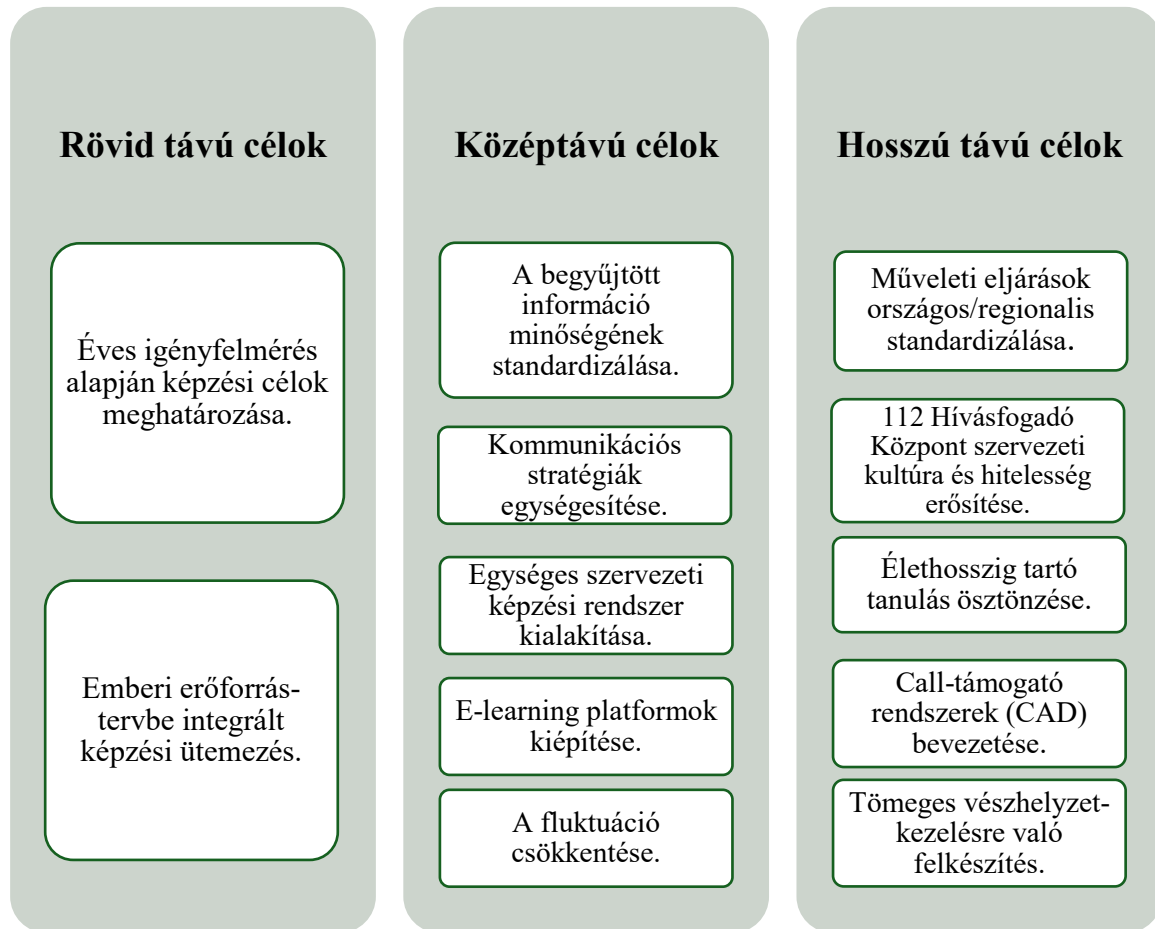 Rövid távú célok
Éves igényfelmérés
alapján képzési célok
meghatározása.
Emberi erőforrás-
tervbe integrált
képzési ütemezés.
Középtávú célok
A begyűjtött
információ
minőségének
standardizálása.
Kommunikációs
stratégiák
egységesítése.
Egységes szervezeti
képzési rendszer
kialakítása.
E-learning platformok
kiépítése.
A fluktuáció
csökkentése.
Hosszú távú célok
Műveleti eljárások
országos/regionalis
standardizálása.
112 Hívásfogadó
Központ szervezeti
kultúra és hitelesség
erősítése.
Élethosszig tartó
tanulás ösztönzése.
Call-támogató
rendszerek (CAD)
bevezetése.
Tömeges vészhelyzet-
kezelésre való
felkészítés.